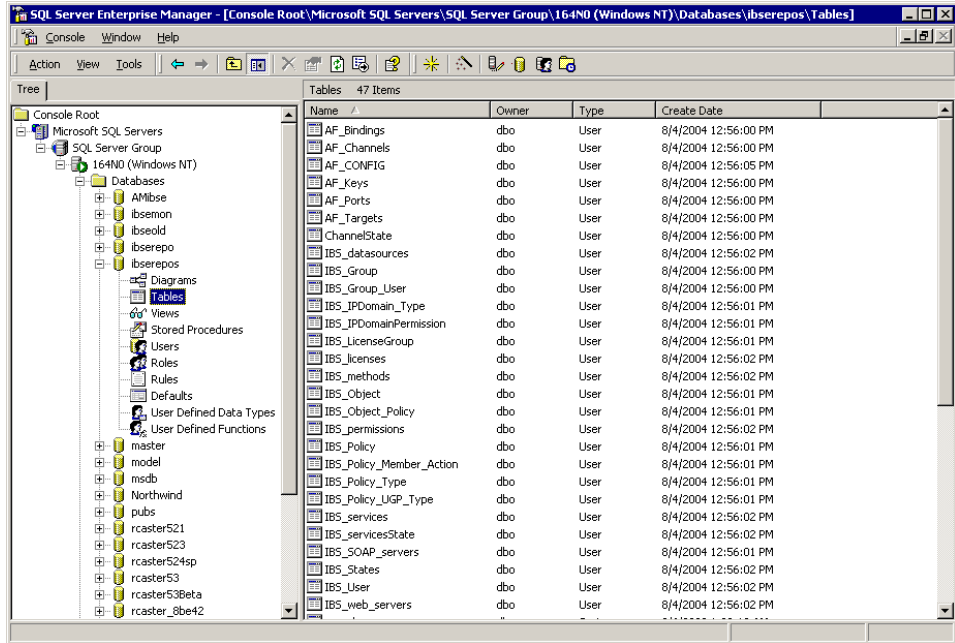 SQL Server Enterprise Manager - [Console Root\Microsoft SQL Servers\SQL Server Group\164N0 (Windows NT)\Databases\ibserepos\Tables]
Console Window Help
Action View Tools
Tree
Tables 47 Items
Console Root
Microsoft SQL Servers
SQL Server Group
164N0 (Windows NT)
Databases
AMibse
ibsemon
ibseold
ibserepo
ibserepos
Diagrams
Tables
Views
Stored Procedures
Users
Roles
Rules
Defaults
User Defined Data Types
User Defined Functions
master
model
msdb
Northwind
pubs
rcaster521
rcaster523
rcaster524sp
rcaster53
rcaster53Beta
rcaster_8be42
Name Owner Type Create Date
AF_Bindings dbo User 8/4/2004 12:56:00 PM
AF_Channels dbo User 8/4/2004 12:56:00 PM
AF_CONFIG dbo User 8/4/2004 12:56:05 PM
AF_Keys dbo User 8/4/2004 12:56:00 PM
AF_Ports dbo User 8/4/2004 12:56:00 PM
AF_Targets dbo User 8/4/2004 12:56:00 PM
ChannelState dbo User 8/4/2004 12:56:00 PM
IBS_datasources dbo User 8/4/2004 12:56:02 PM
IBS_Group dbo User 8/4/2004 12:56:00 PM
IBS_Group_User dbo User 8/4/2004 12:56:00 PM
IBS_IPDomain_Type dbo User 8/4/2004 12:56:01 PM
IBS_IPDomainPermission dbo User 8/4/2004 12:56:01 PM
IBS_LicenseGroup dbo User 8/4/2004 12:56:01 PM
IBS_licenses dbo User 8/4/2004 12:56:02 PM
IBS_methods dbo User 8/4/2004 12:56:02 PM
IBS_Object dbo User 8/4/2004 12:56:01 PM
IBS_Object_Policy dbo User 8/4/2004 12:56:01 PM
IBS_permissions dbo User 8/4/2004 12:56:02 PM
IBS_Policy dbo User 8/4/2004 12:56:01 PM
IBS_Policy_Member_Action dbo User 8/4/2004 12:56:01 PM
IBS_Policy_Type dbo User 8/4/2004 12:56:01 PM
IBS_Policy_UGP_Type dbo User 8/4/2004 12:56:01 PM
IBS_services dbo User 8/4/2004 12:56:02 PM
IBS_servicesState dbo User 8/4/2004 12:56:02 PM
IBS_SOAP_servers dbo User 8/4/2004 12:56:01 PM
IBS_States dbo User 8/4/2004 12:56:02 PM
IBS_User dbo User 8/4/2004 12:56:00 PM
IBS_web_servers dbo User 8/4/2004 12:56:02 PM